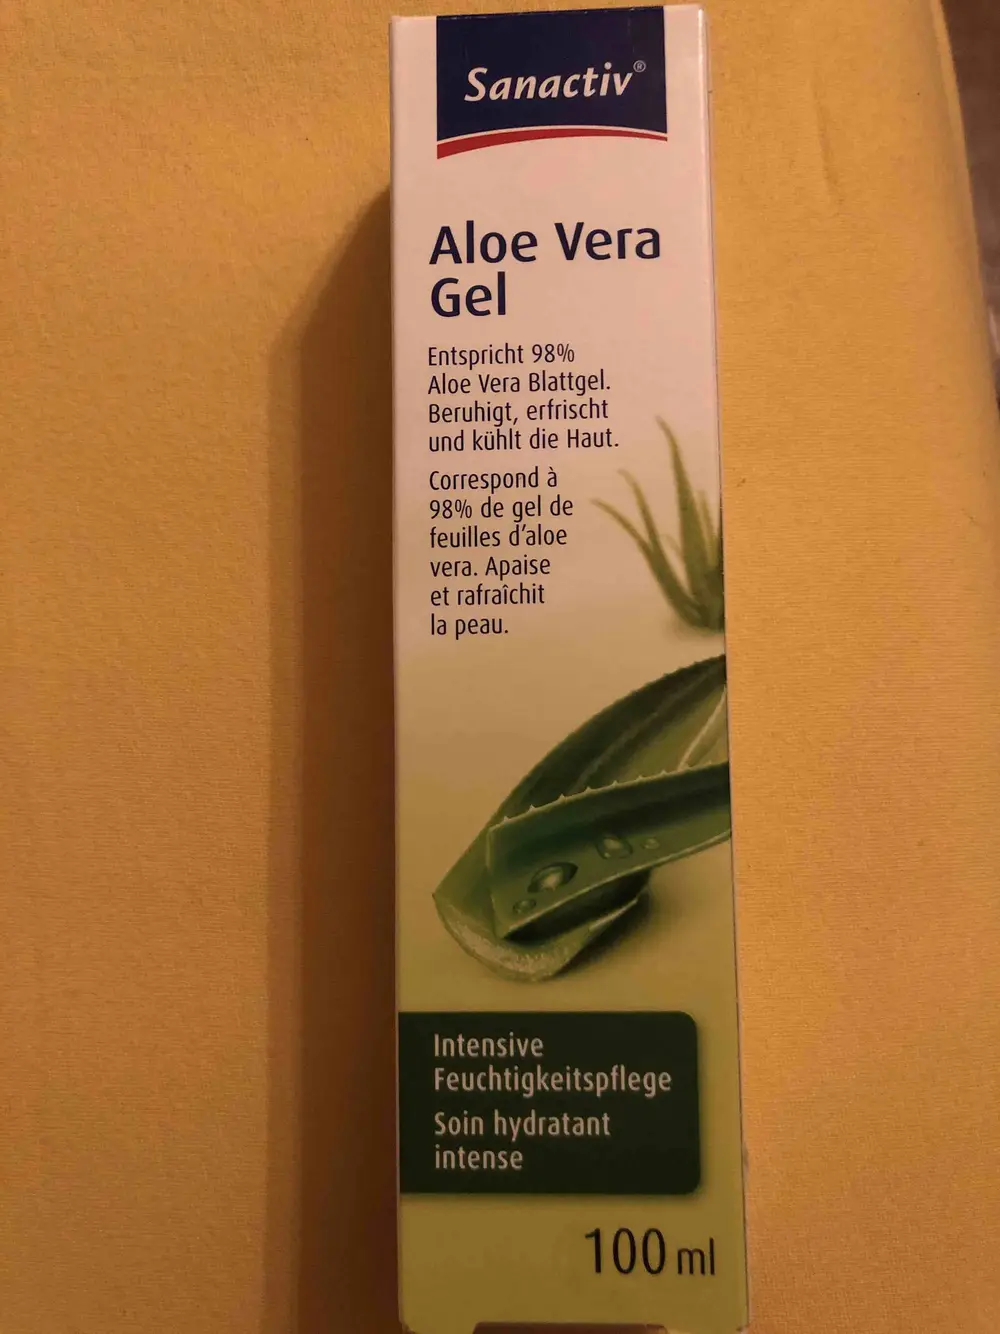 Sanactiv®
Aloe Vera
Gel
Entspricht 98%
Aloe Vera Blattgel.
Beruhigt, erfrischt
und kühlt die Haut.
Correspond à
98% de gel de
feuilles d'aloe
vera. Apaise
et rafraîchit
la peau.
Intensive
Feuchtigkeitspflege
Soin hydratant
intense
100 ml